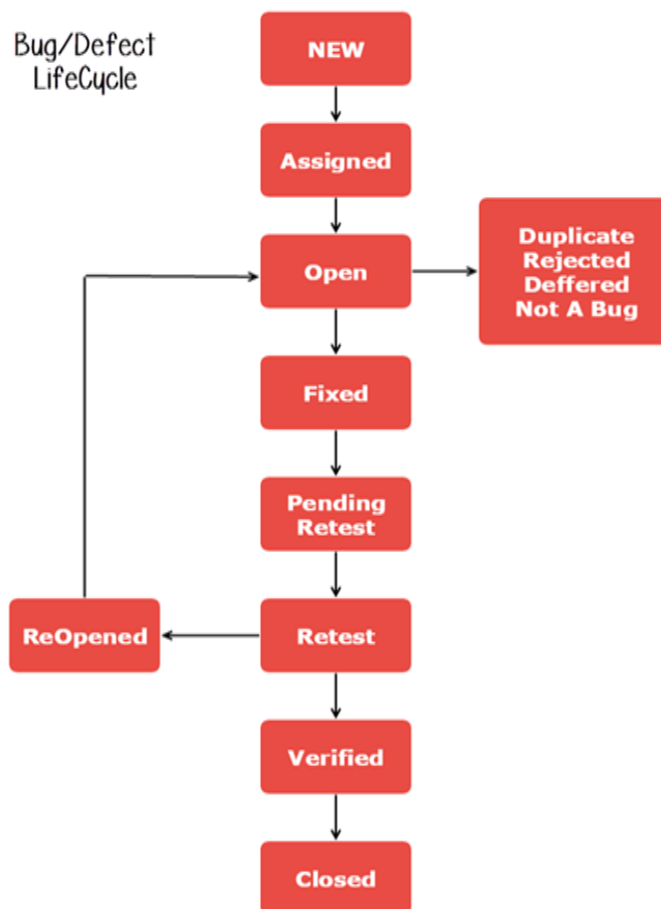 Bug/Defect
LifeCycle
NEW
Assigned
Open
Duplicate
Rejected
Deffered
Not A Bug
Fixed
Pending
Retest
ReOpened
Retest
Verified
Closed